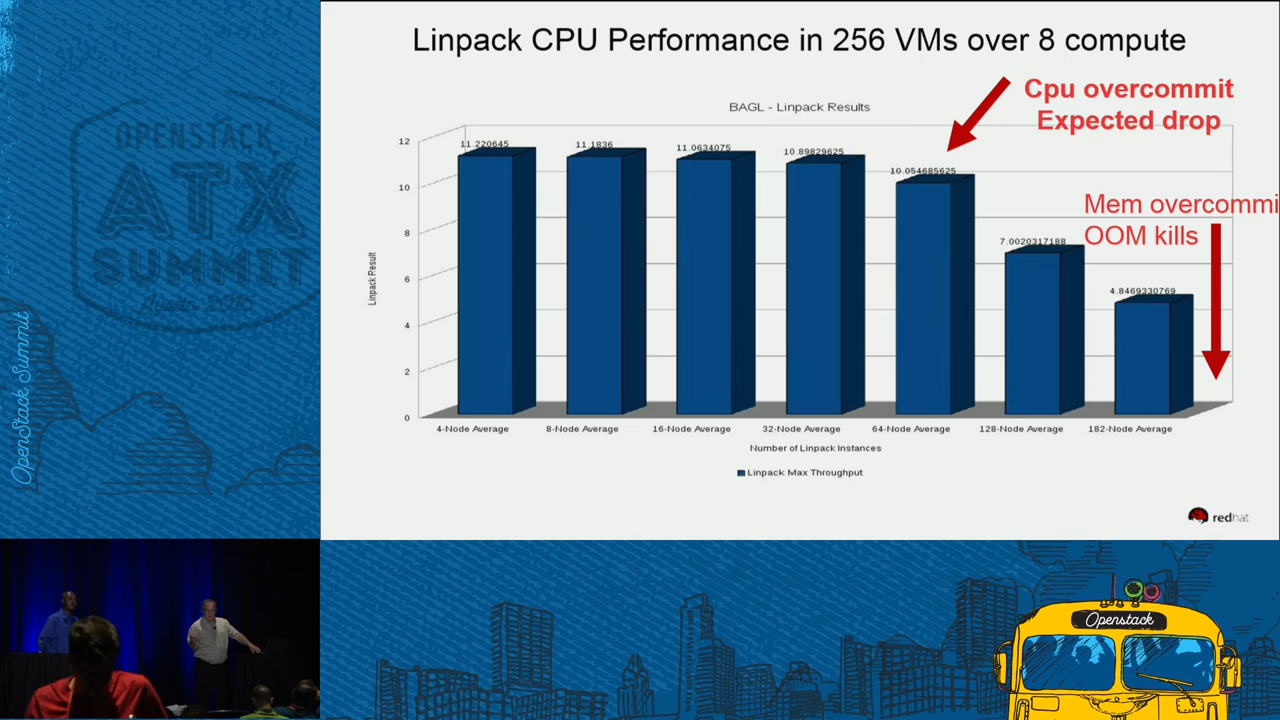 OPENSTACK
ATX
SUMMIT
Austin 2016
OpenStack Summit
Linpack CPU Performance in 256 VMs over 8 compute
Cpu overcommit
Expected drop
Mem overcommi
OOM kills
BAGL - Linpack Results
12
10
8
6
4
2
0
Linpack Result
11.220645
11.1836
11.0634075
10.89829625
10.054685625
7.0020317188
4.8469330769
4-Node Average
8-Node Average
16-Node Average
32-Node Average
64-Node Average
128-Node Average
182-Node Average
Number of Linpack Instances
Linpack Max Throughput
redhat.
Openstack